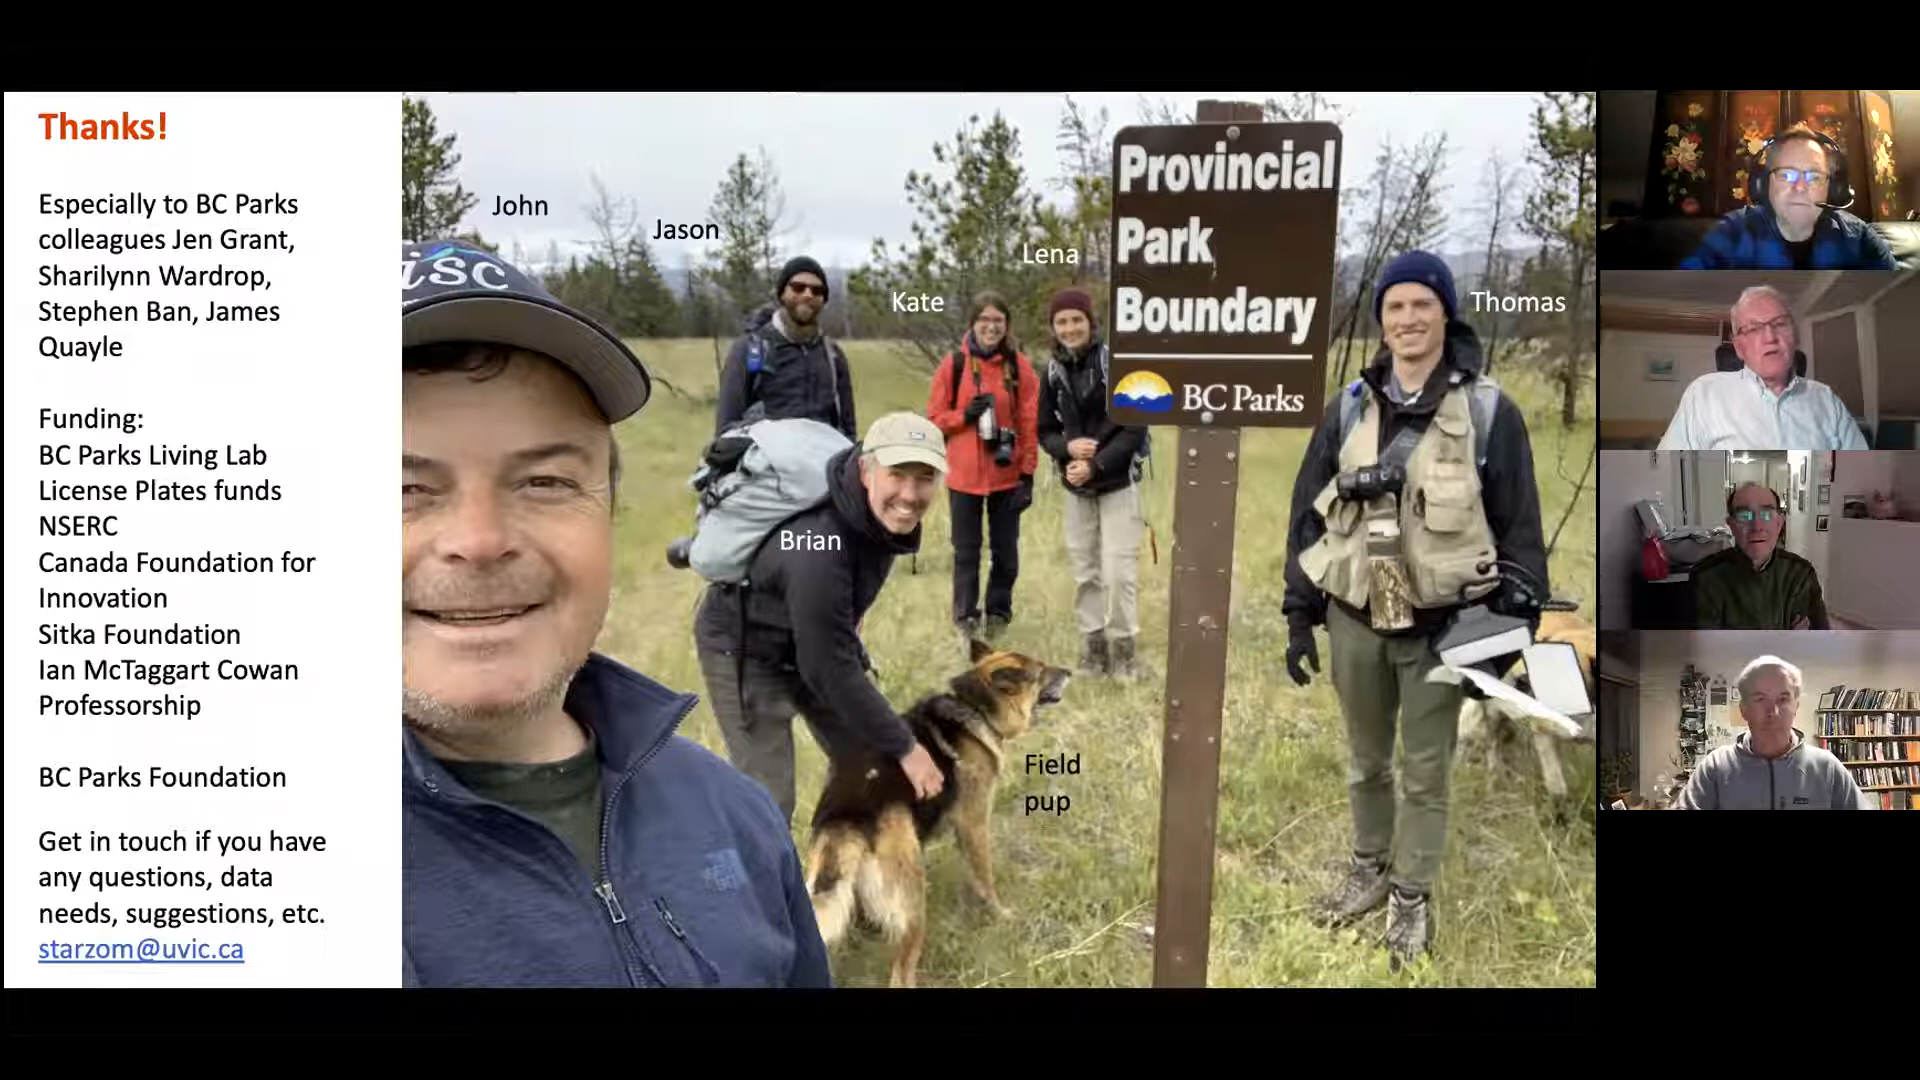 Thanks!
Especially to BC Parks
colleagues Jen Grant,
Sharilynn Wardrop,
Stephen Ban, James
Quayle
Funding:
BC Parks Living Lab
License Plates funds
NSERC
Canada Foundation for
Innovation
Sitka Foundation
Ian McTaggart Cowan
Professorship
BC Parks Foundation
Get in touch if you have
any questions, data
needs, suggestions, etc.
starzom@uvic.ca
John
Jason
Lena
Kate
Thomas
Brian
Field
pup
Provincial
Park
Boundary
BC Parks